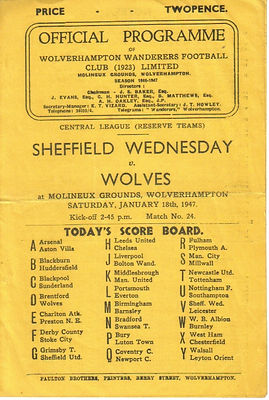 PRICE - - TWOPENCE.
OFFICIAL PROGRAMME
OF
WOLVERHAMPTON WANDERERS FOOTBALL
CLUB (1923) LIMITED
MOLINEUX GROUNDS, WOLVERHAMPTON.
SEASON 1946-1947
Directors:
Chairman - J. S. BAKER, Esq.
J. EVANS, Esq., C. H. HUNTER, Esq., B. MATTHEWS, Esq.,
A. H. OAKLEY, Esq., J.P.
Secretary-Manager: E. T. VIZARD. Assistant-Secretary: J. T. HOWLEY.
Telegrams: "Wanderers," Wolverhampton.
CENTRAL LEAGUE (RESERVE TEAMS)
SHEFFIELD WEDNESDAY
v.
WOLVES
at MOLINEUX GROUNDS, WOLVERHAMPTON
SATURDAY, JANUARY 18th, 1947.
Kick-off 2-45 p.m. Match No. 24.
TODAY'S SCORE BOARD.
A Arsenal
Aston Villa
B Blackburn
Huddersfield
C Blackpool
Sunderland
D Brentford
Wolves
E Charlton Atk.
Preston N. E.
F Derby County
Stoke City
G Grimsby T.
Sheffield Utd.
H Leeds United
Chelsea
J Liverpool
Bolton Wand.
K Middlesbrough
Man. United
L Portsmouth
Everton
M Birmingham
Barnsley
N Bradford
Swansea T.
P Bury
Luton Town
Q Coventry C.
Newport C.
R Fulham
Plymouth A.
S Man. City
Millwall
T Newcastle Utd.
Tottenham
U Nottingham F.
Southampton
V Sheff. Wed.
Leicester
W W. B. Albion
Burnley
Y West Ham
Chesterfield
Z Walsall
Leyton Orient
PAULTON BROTHERS, PRINTERS, BERRY STREET, WOLVERHAMPTON.